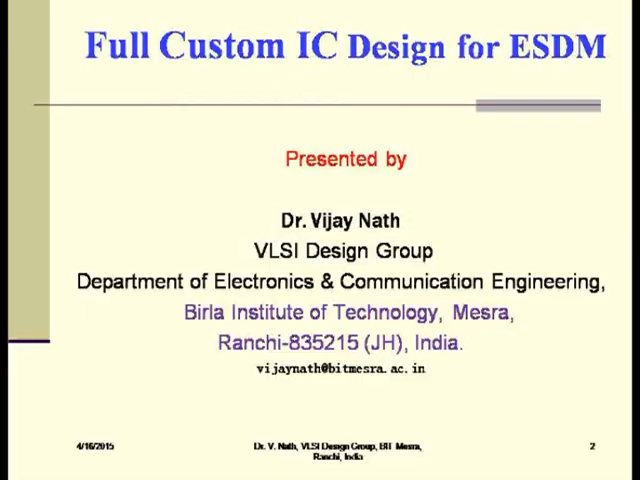 Full Custom IC Design for ESDM
Presented by
Dr. Vijay Nath
VLSI Design Group
Department of Electronics & Communication Engineering,
Birla Institute of Technology, Mesra,
Ranchi-835215 (JH), India.
vijaynath@bitmesra.ac.in
4/16/2015
Dr. V. Nath, VLSI Design Group, BIT Mesra,
Ranchi, India
2